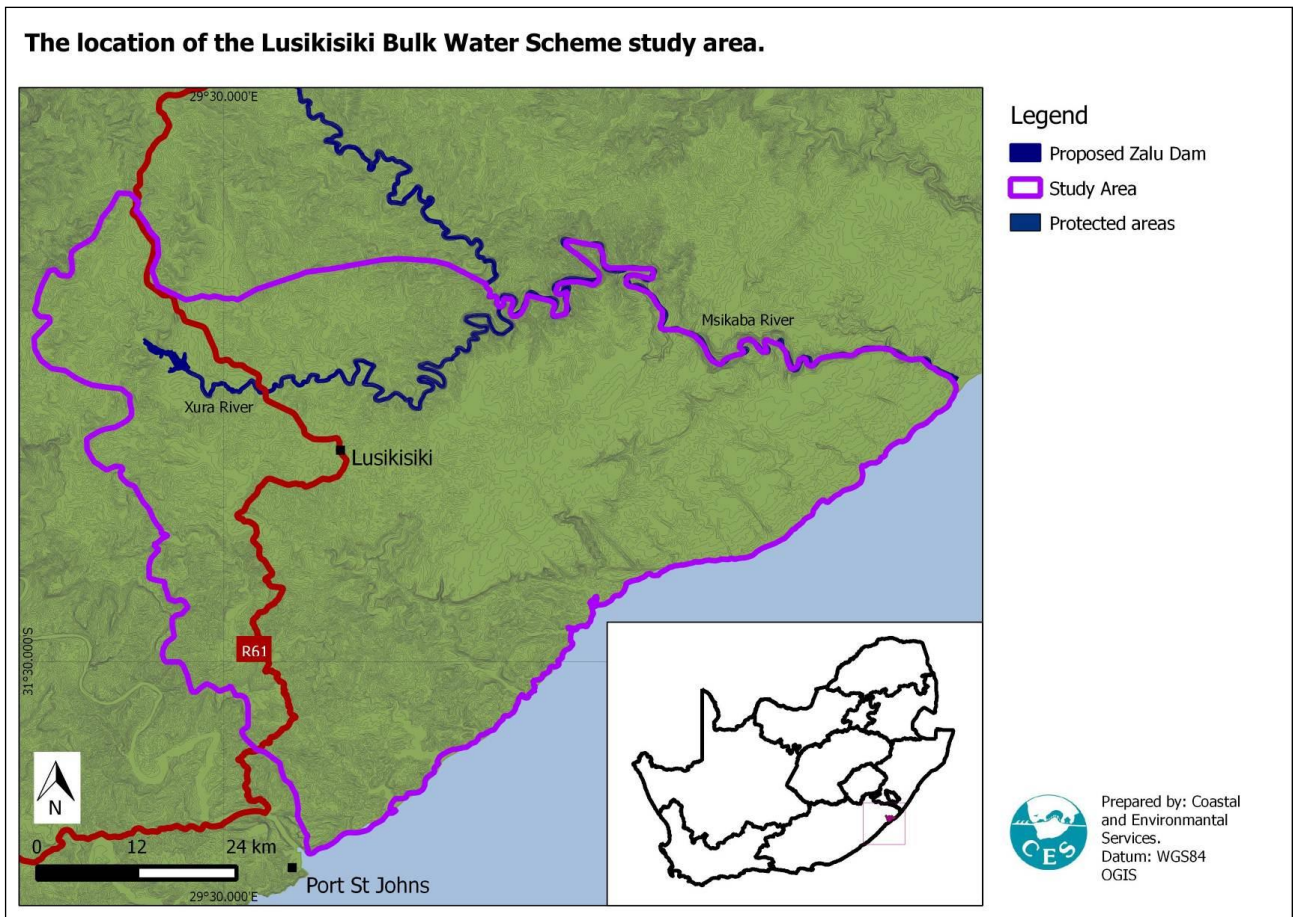 The location of the Lusikisiki Bulk Water Scheme study area.
29°30.000'E
Legend
Proposed Zalu Dam
Study Area
Protected areas
Msikaba River
Xura River
Lusikisiki
31°30.000'S
R61
N
0 12 24 km
Port St Johns
29°30.000'E
CES
Prepared by: Coastal
and Environmental
Services.
Datum: WGS84
QGIS